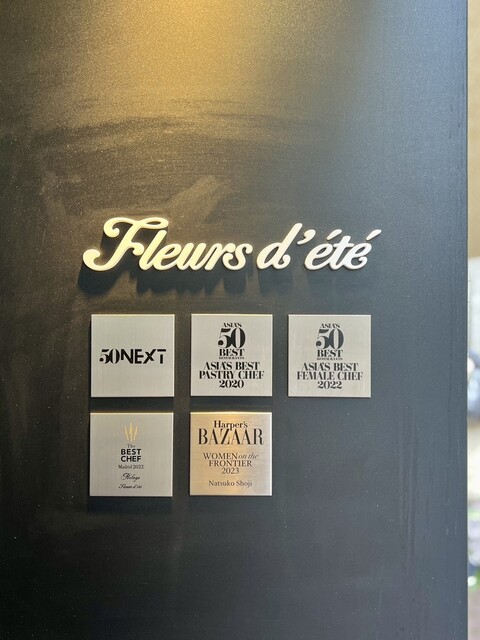 Fleurs d'été
50NEXT
ASIA'S
50
BEST
RESTAURANTS
ASIA'S BEST
PASTRY CHEF
2020
ASIA'S
50
BEST
RESTAURANTS
ASIA'S BEST
FEMALE CHEF
2022
The
BEST
CHEF
Madrid 2022
Fleurs d'été
Harper's
BAZAAR
WOMEN on the
FRONTIER
2023
Natsuko Shoji